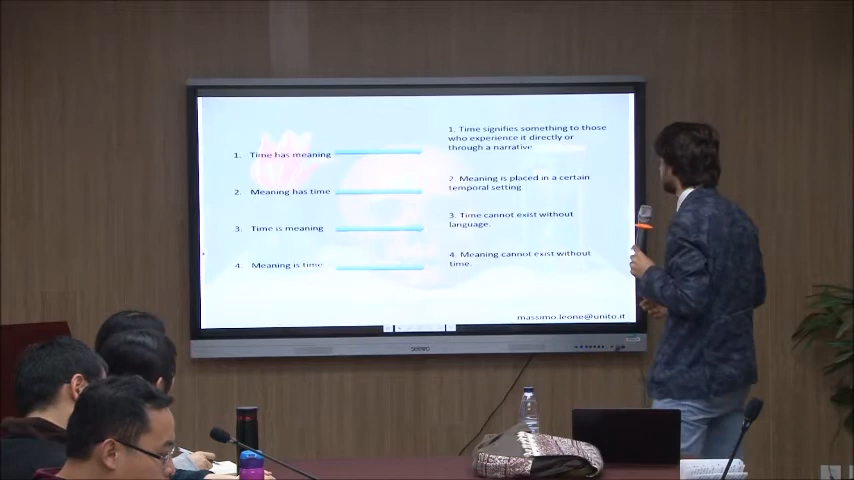 1. Time has meaning
2. Meaning has time
3. Time is meaning
4. Meaning is time
1. Time signifies something to those
who experience it directly or
through a narrative
2. Meaning is placed in a certain
temporal setting
3. Time cannot exist without
language.
4. Meaning cannot exist without
time.
massimo.leone@unito.it